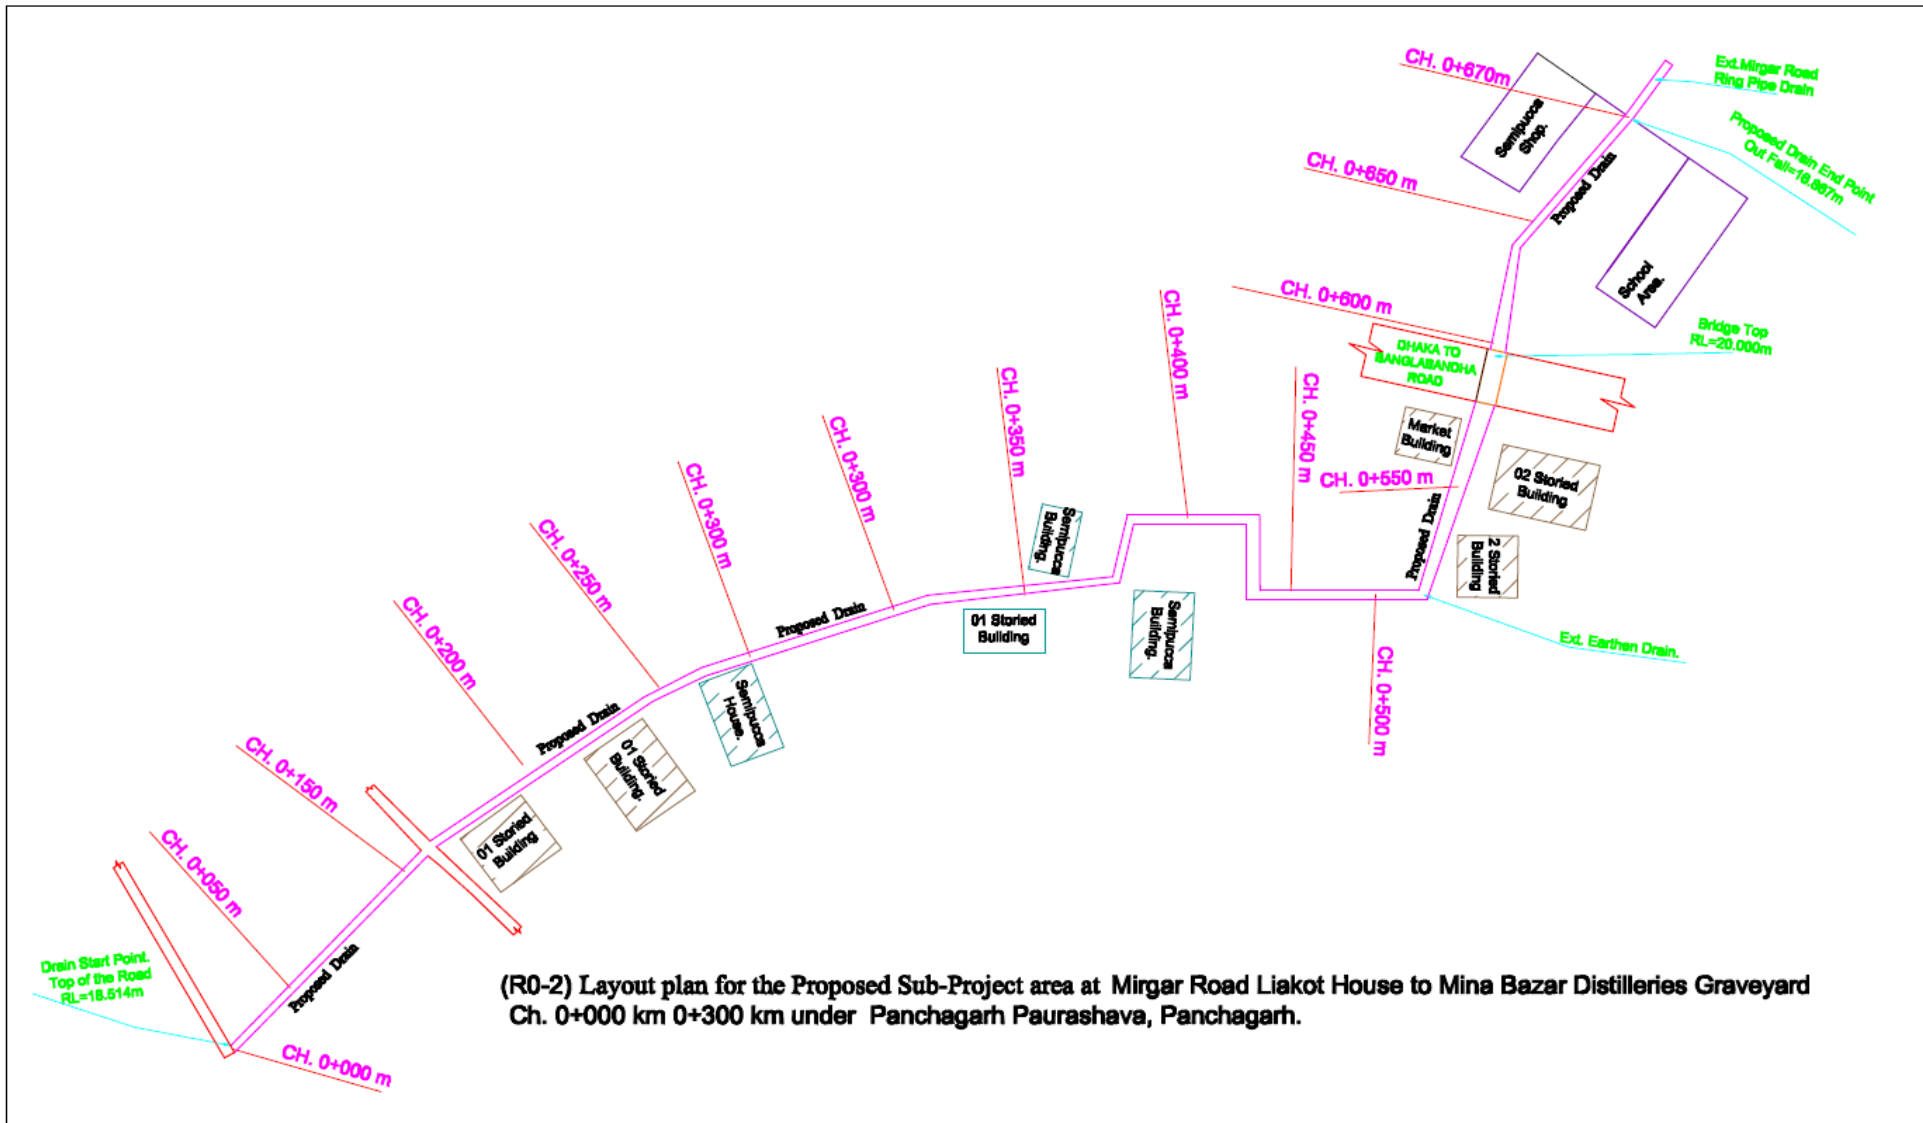 CH. 0+670m
Ext.Mirgar Road
Ring Pipe Drain
Semipucca
Shop.
Proposed Drain End Point
Out Fall=16.867m
CH. 0+650 m
Proposed Drain
School
Area.
CH. 0+600 m
Bridge Top
RL=20.000m
DHAKA TO
BANGLABANDHA
ROAD
CH. 0+400 m
CH. 0+450 m
CH. 0+350 m
Market
Building
CH. 0+550 m
02 Storied
Building
CH. 0+300 m
CH. 0+300 m
Proposed Drain
2 Storied
Building
Semipucca
Building.
CH. 0+250 m
CH. 0+200 m
Proposed Drain
01 Storied
Building
Semipucca
Building.
Ext. Earthen Drain.
CH. 0+500 m
Semipucca
House.
Proposed Drain
01 Storied
Building.
CH. 0+150 m
01 Storied
Building
CH. 0+050 m
Proposed Drain
Drain Start Point.
Top of the Road
RL=18.514m
CH. 0+000 m
(R0-2) Layout plan for the Proposed Sub-Project area at Mirgar Road Liakot House to Mina Bazar Distilleries Graveyard
Ch. 0+000 km 0+300 km under Panchagarh Paurashava, Panchagarh.